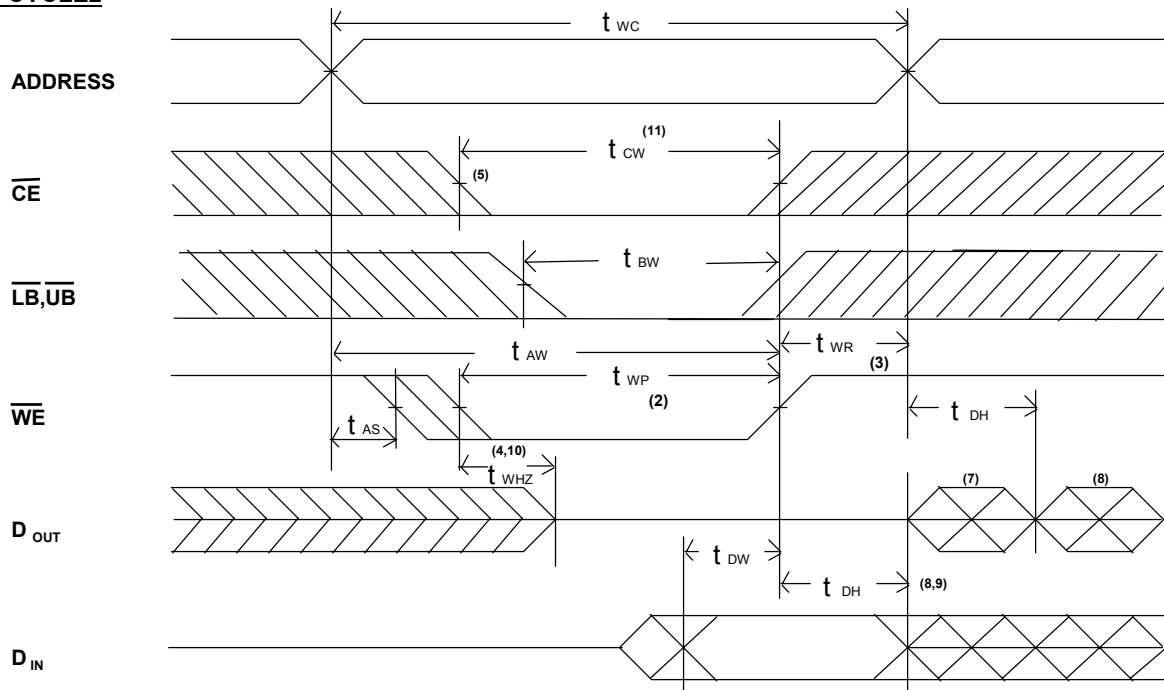 t WC
ADDRESS
t CW (11)
CE
(5)
t BW
LB,UB
t AW
t WR
(3)
t WP
(2)
WE
t DH
t AS
(4,10)
t WHZ
(7)
(8)
D OUT
t DW
t DH
(8,9)
D IN